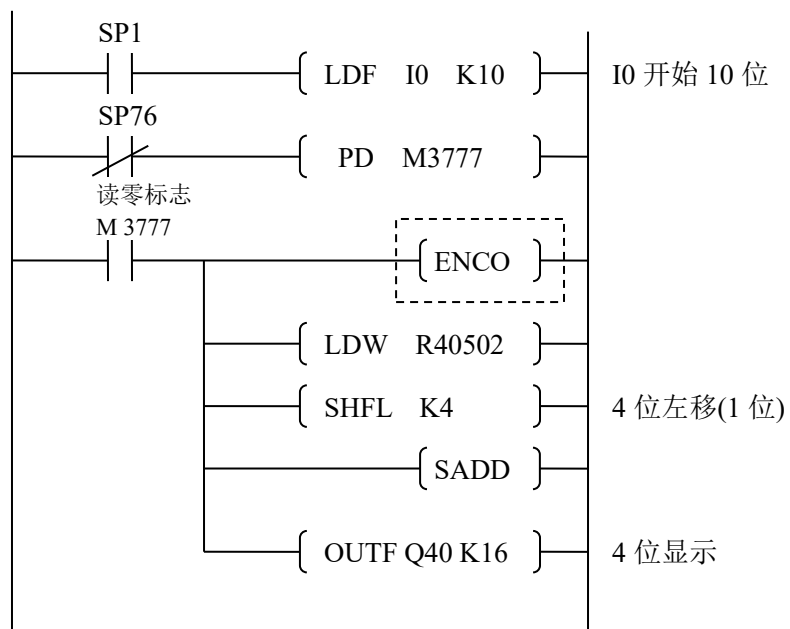 SP1
LDF I0 K10 I0 开始 10 位
SP76
PD M3777
读零标志
M 3777
ENCO
LDW R40502
SHFL K4 4 位左移(1 位)
SADD
OUTF Q40 K16 4 位显示